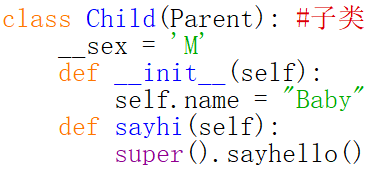 class Child(Parent): #子类
    __sex = 'M'
    def __init__(self):
        self.name = "Baby"
    def sayhi(self):
        super().sayhello()